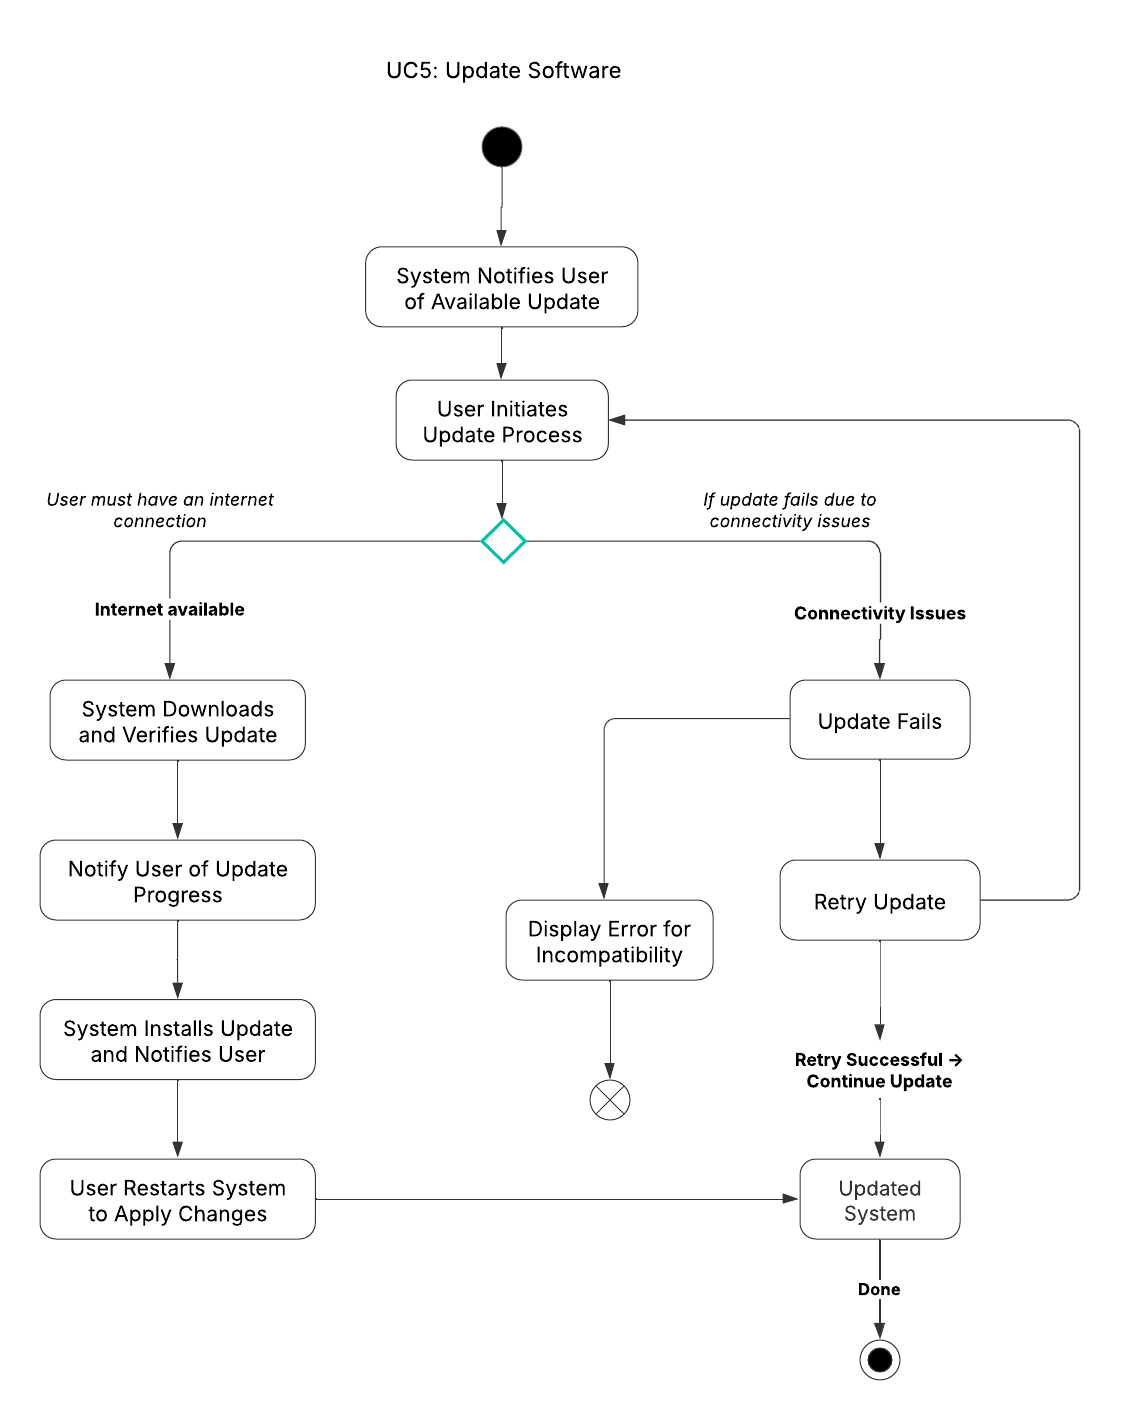 UC5: Update Software
System Notifies User
of Available Update
User Initiates
Update Process
User must have an internet
connection
If update fails due to
connectivity issues
Internet available
Connectivity Issues
System Downloads
and Verifies Update
Update Fails
Notify User of Update
Progress
Retry Update
Display Error for
Incompatibility
System Installs Update
and Notifies User
Retry Successful →
Continue Update
User Restarts System
to Apply Changes
Updated
System
Done